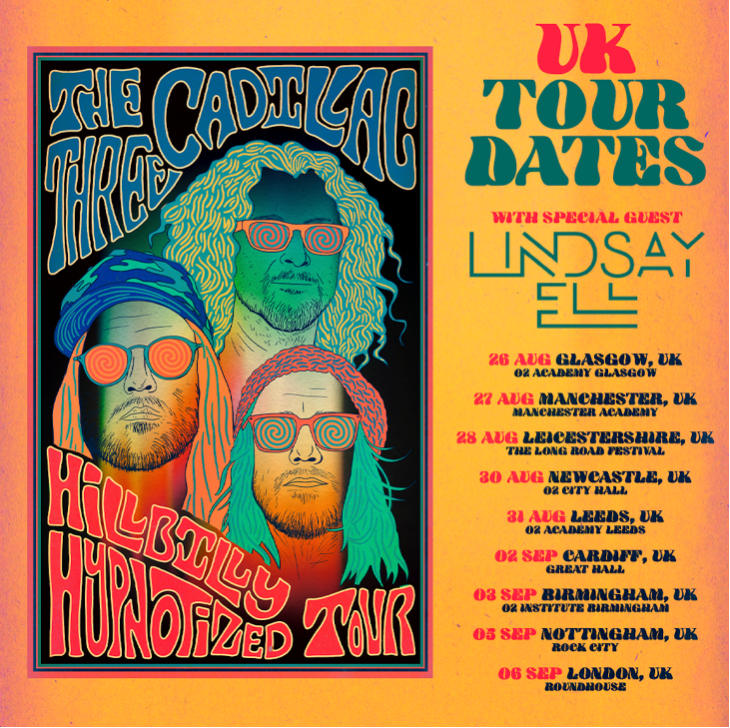 THE
THREE CADILLAC
HILLBILLY
HYPNOTIZED TOUR
UK
TOUR
DATES
WITH SPECIAL GUEST
LINDSAY
ELL
26 AUG GLASGOW, UK
O2 ACADEMY GLASGOW
27 AUG MANCHESTER, UK
MANCHESTER ACADEMY
28 AUG LEICESTERSHIRE, UK
THE LONG ROAD FESTIVAL
30 AUG NEWCASTLE, UK
O2 CITY HALL
31 AUG LEEDS, UK
O2 ACADEMY LEEDS
02 SEP CARDIFF, UK
GREAT HALL
03 SEP BIRMINGHAM, UK
O2 INSTITUTE BIRMINGHAM
05 SEP NOTTINGHAM, UK
ROCK CITY
06 SEP LONDON, UK
ROUNDHOUSE